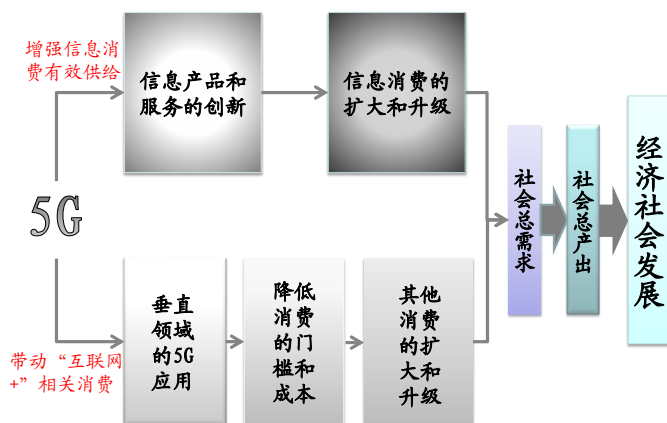 增强信息消
费有效供给
信息产品和
服务的创新
信息消费的
扩大和升级
5G
社会总需求
社会总产出
经济社会发展
垂直
领域
的5G
应用
降低
消费
的门
槛和
成本
其他
消费
的扩
大和
升级
带动“互联网
+”相关消费